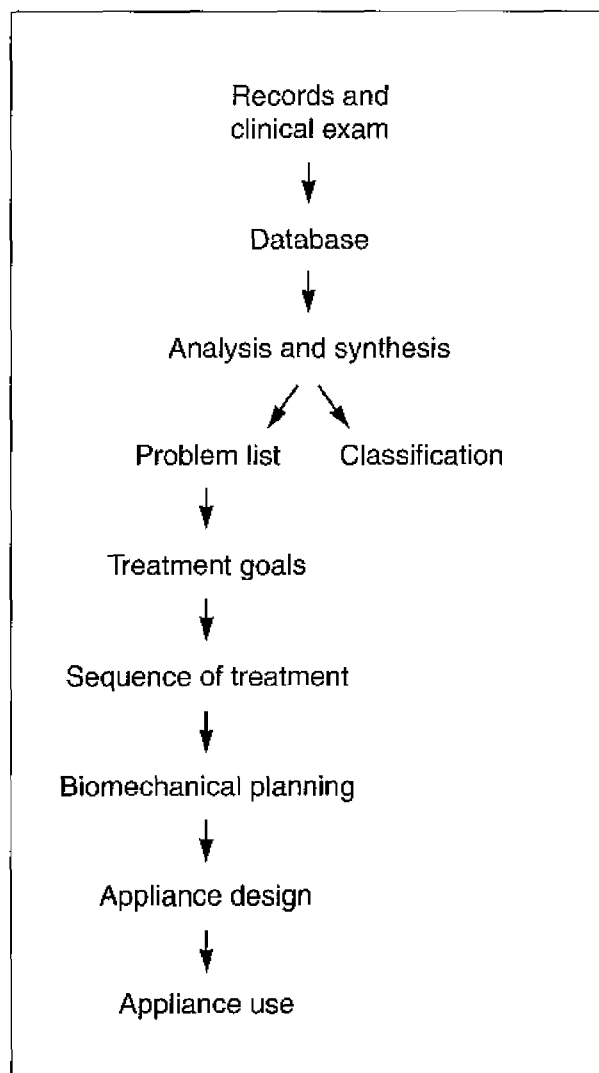 Records and
clinical exam
Database
Analysis and synthesis
Problem list
Classification
Treatment goals
Sequence of treatment
Biomechanical planning
Appliance design
Appliance use